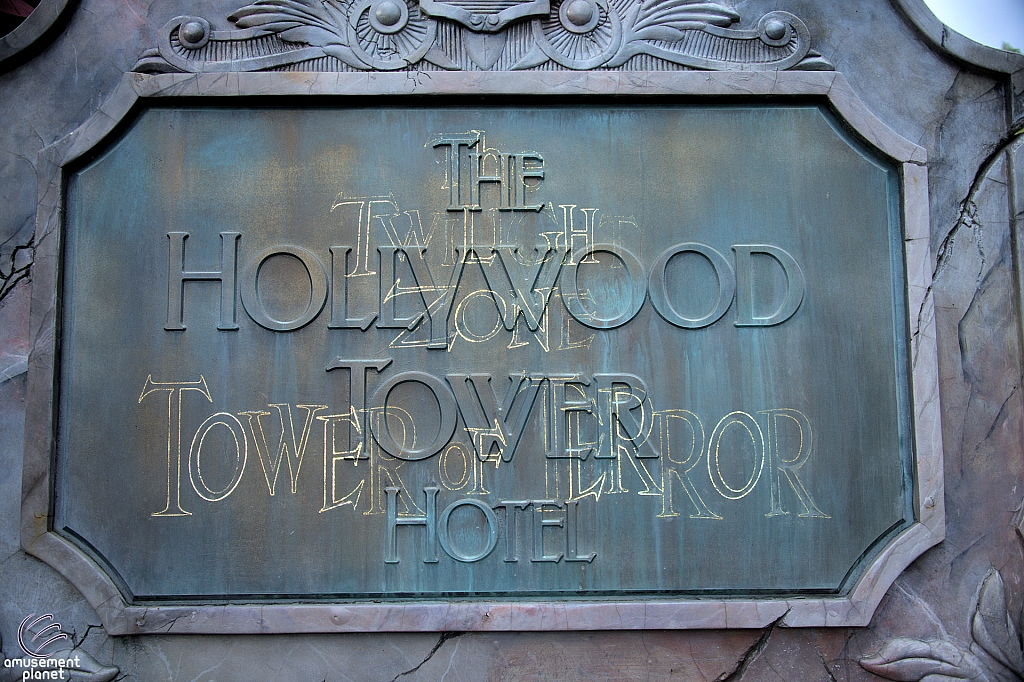 THE
HOLLYWOOD
TOWER
HOTEL
The
TWILIGHT
ZONE
TOWER OF TERROR
amusement
planet